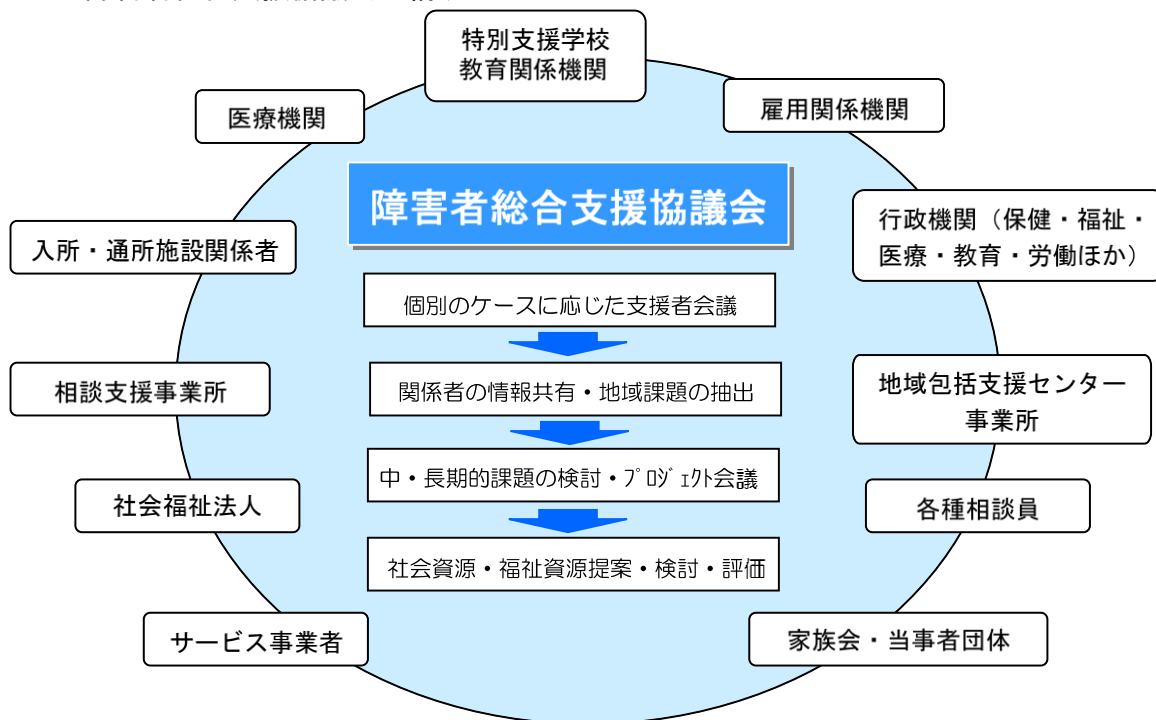 特別支援学校
教育関係機関
医療機関
雇用関係機関
障害者総合支援協議会
入所・通所施設関係者
行政機関（保健・福祉・
医療・教育・労働ほか）
個別のケースに応じた支援者会議
相談支援事業所
関係者の情報共有・地域課題の抽出
地域包括支援センター
事業所
中・長期的課題の検討・ﾌﾟﾛｼﾞｪｸﾄ会議
社会福祉法人
各種相談員
社会資源・福祉資源提案・検討・評価
サービス事業者
家族会・当事者団体